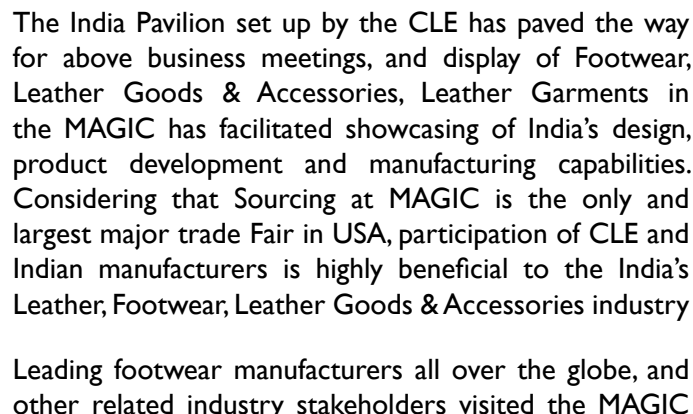 The India Pavilion set up by the CLE has paved the way
for above business meetings, and display of Footwear,
Leather Goods & Accessories, Leather Garments in
the MAGIC has facilitated showcasing of India's design,
product development and manufacturing capabilities.
Considering that Sourcing at MAGIC is the only and
largest major trade Fair in USA, participation of CLE and
Indian manufacturers is highly beneficial to the India's
Leather, Footwear, Leather Goods & Accessories industry
Leading footwear manufacturers all over the globe, and
other related industry stakeholders visited the MAGIC